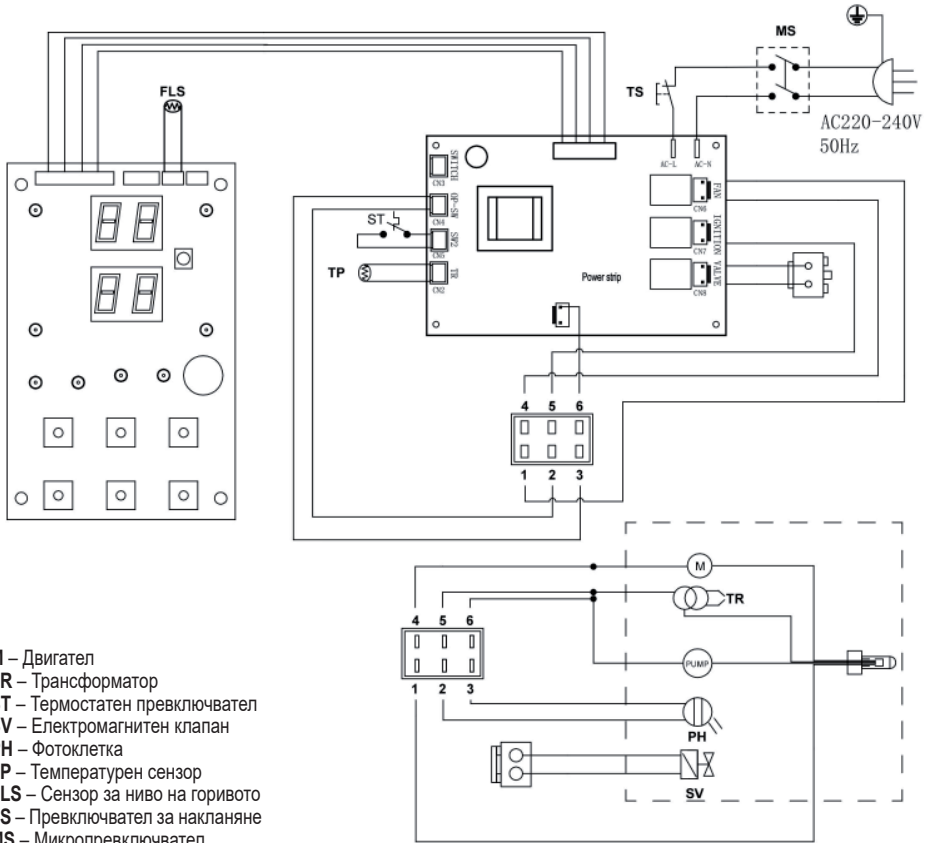 MS
FLS
TS
AC220-240V
50Hz
AC-L
AC-N
SWITCH
CN3
OP-SW
CN4
ST
SW2
CN5
TP
TR
CN2
FAN
CN6
IGNITION
CN7
VALVE
CN8
Power strip
4 5 6
1 2 3
M
TR
4 5 6
PUMP
1 2 3
PH
SV
– Двигател
R – Трансформатор
T – Термостатен превключвател
V – Електромагнитен клапан
H – Фотоклетка
P – Температурен сензор
LS – Сензор за ниво на горивото
S – Превключвател за накланяне
S – Микропревключвател